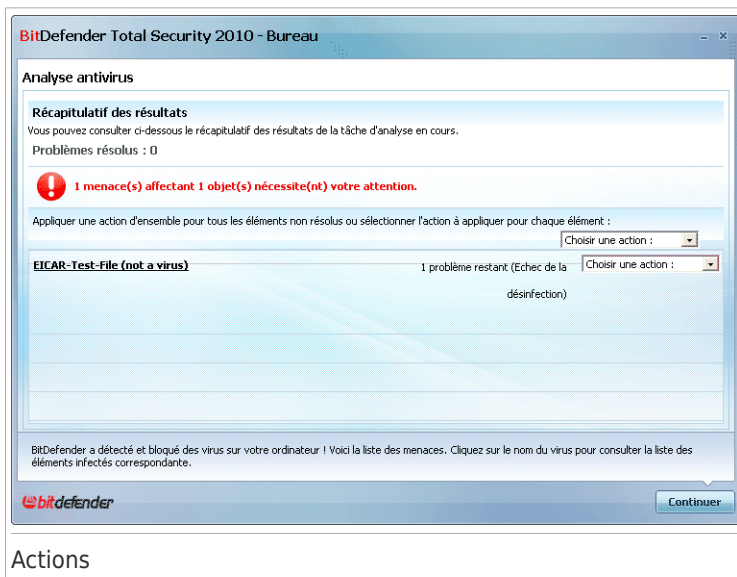 BitDefender Total Security 2010 - Bureau
Analyse antivirus
Récapitulatif des résultats
Vous pouvez consulter ci-dessous le récapitulatif des résultats de la tâche d'analyse en cours.
Problèmes résolus : 0
1 menace(s) affectant 1 objet(s) nécessite(nt) votre attention.
Appliquer une action d'ensemble pour tous les éléments non résolus ou sélectionner l'action à appliquer pour chaque élément :
Choisir une action :
EICAR-Test-File (not a virus)
1 problème restant (Echec de la
désinfection)
Choisir une action :
BitDefender a détecté et bloqué des virus sur votre ordinateur ! Voici la liste des menaces. Cliquez sur le nom du virus pour consulter la liste des
éléments infectés correspondante.
bitdefender
Continuer
Actions